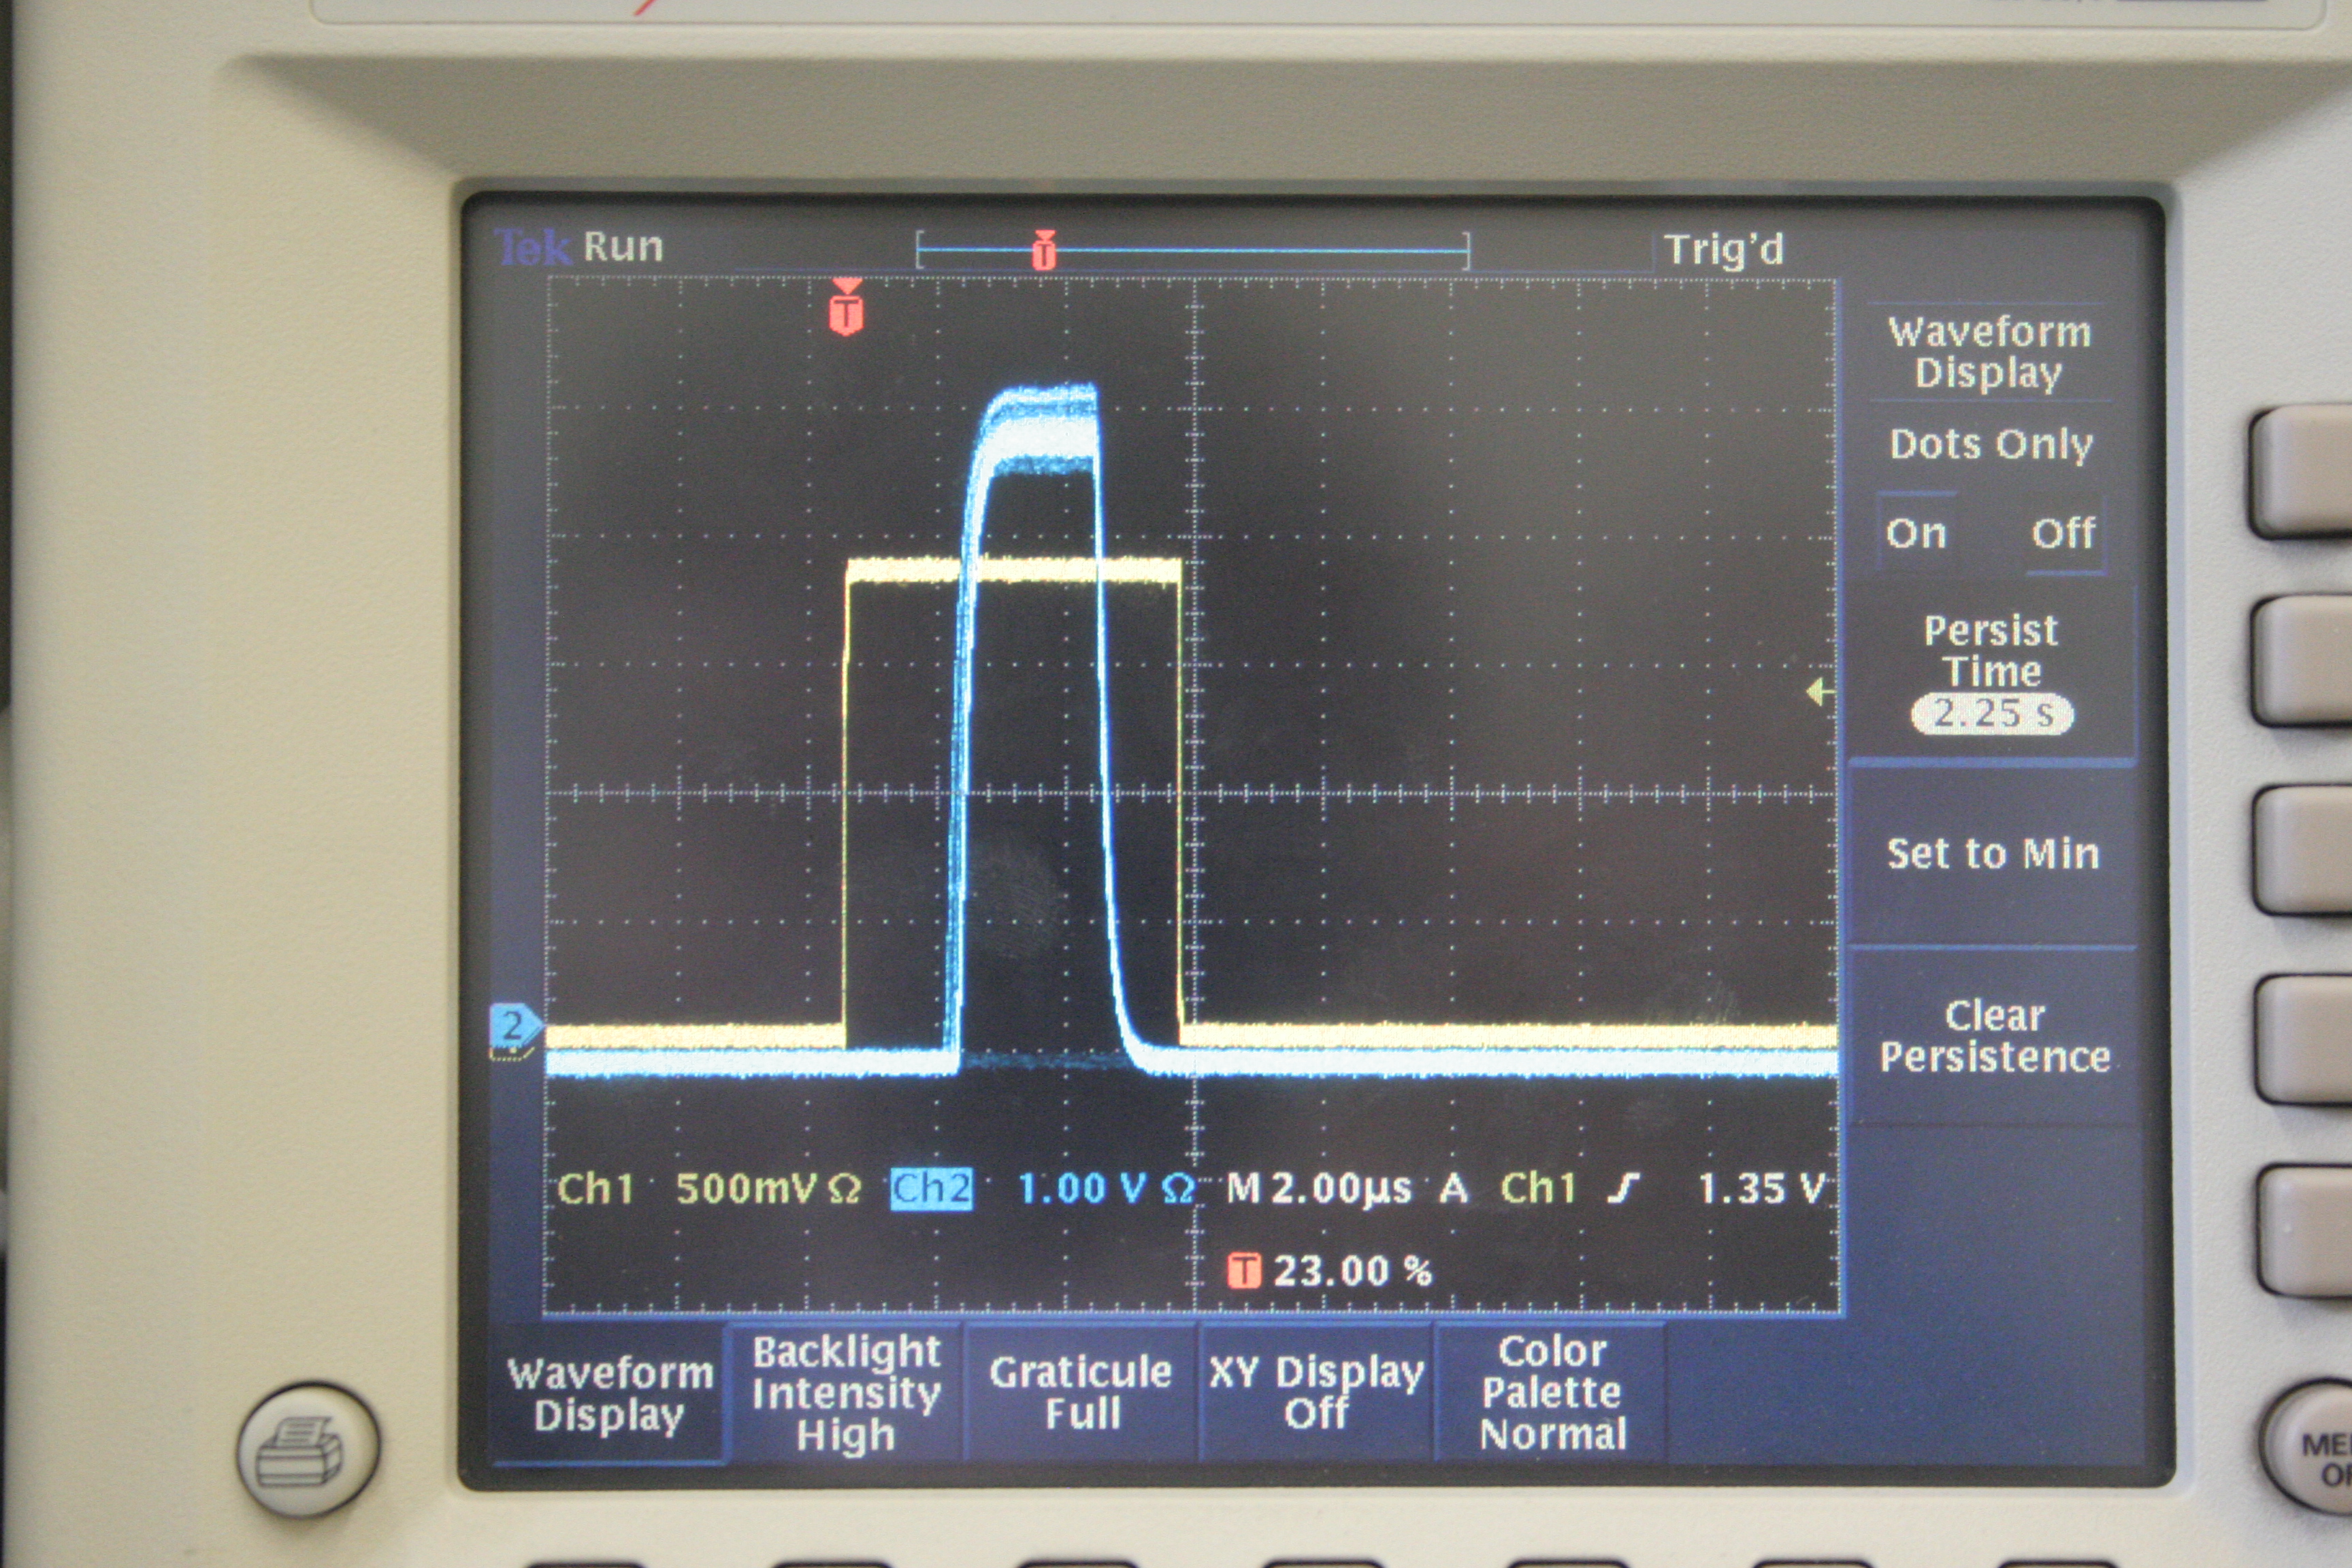 Tek Run
Trig'd
T
T
Waveform
Display
Dots Only
On Off
Persist
Time
2.25 s
Set to Min
Clear
Persistence
2
Ch1 500mV Ω Ch2 1.00 V Ω M 2.00µs A Ch1 1.35 V
T 23.00 %
Waveform
Display
Backlight
Intensity
High
Graticule
Full
XY Display
Off
Color
Palette
Normal